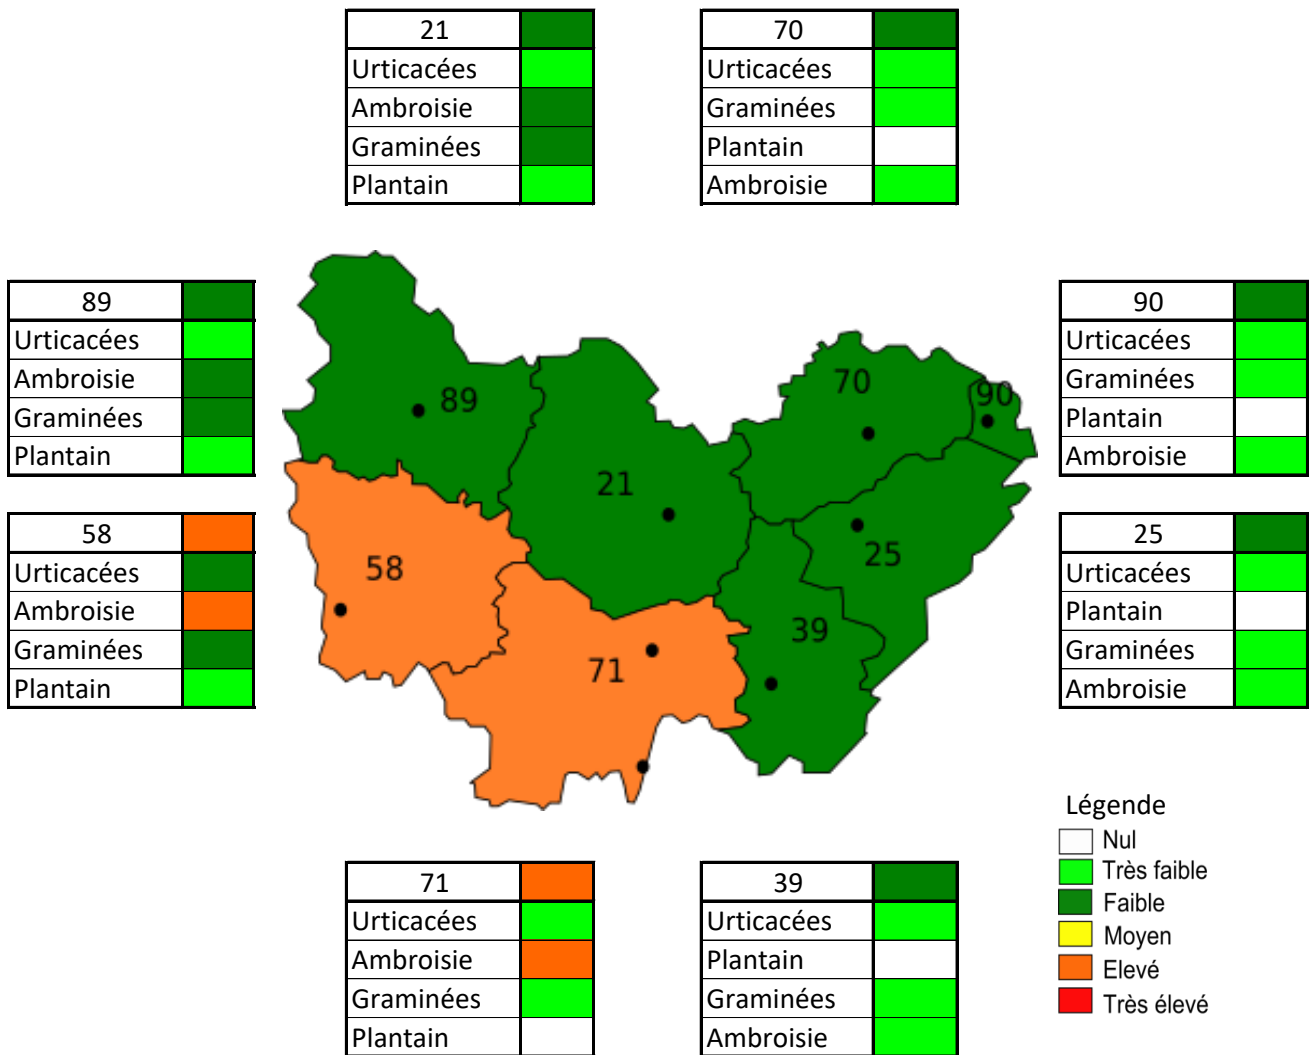 21
Urticacées
Ambroisie
Graminées
Plantain
70
Urticacées
Graminées
Plantain
Ambroisie
89
Urticacées
Ambroisie
Graminées
Plantain
58
Urticacées
Ambroisie
Graminées
Plantain
89
21
70
90
25
58
39
71
90
Urticacées
Graminées
Plantain
Ambroisie
25
Urticacées
Plantain
Graminées
Ambroisie
71
Urticacées
Ambroisie
Graminées
Plantain
39
Urticacées
Plantain
Graminées
Ambroisie
Légende
Nul
Très faible
Faible
Moyen
Elevé
Très élevé